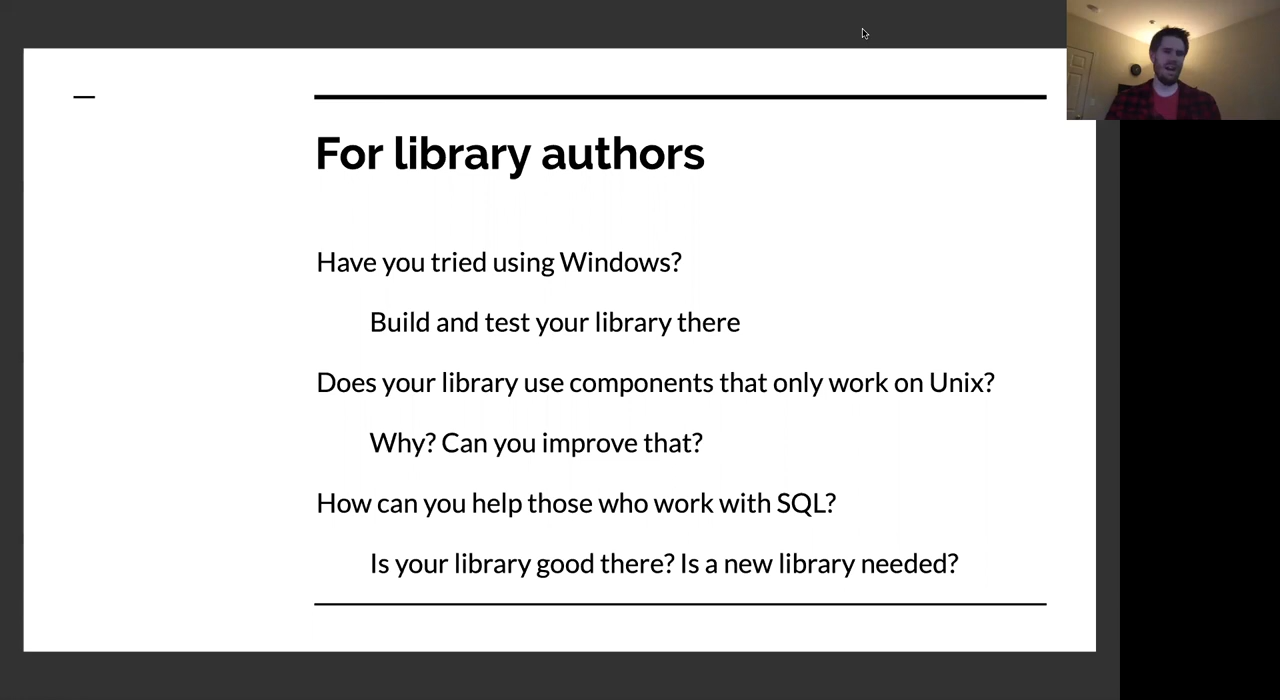 For library authors
Have you tried using Windows?
Build and test your library there
Does your library use components that only work on Unix?
Why? Can you improve that?
How can you help those who work with SQL?
Is your library good there? Is a new library needed?